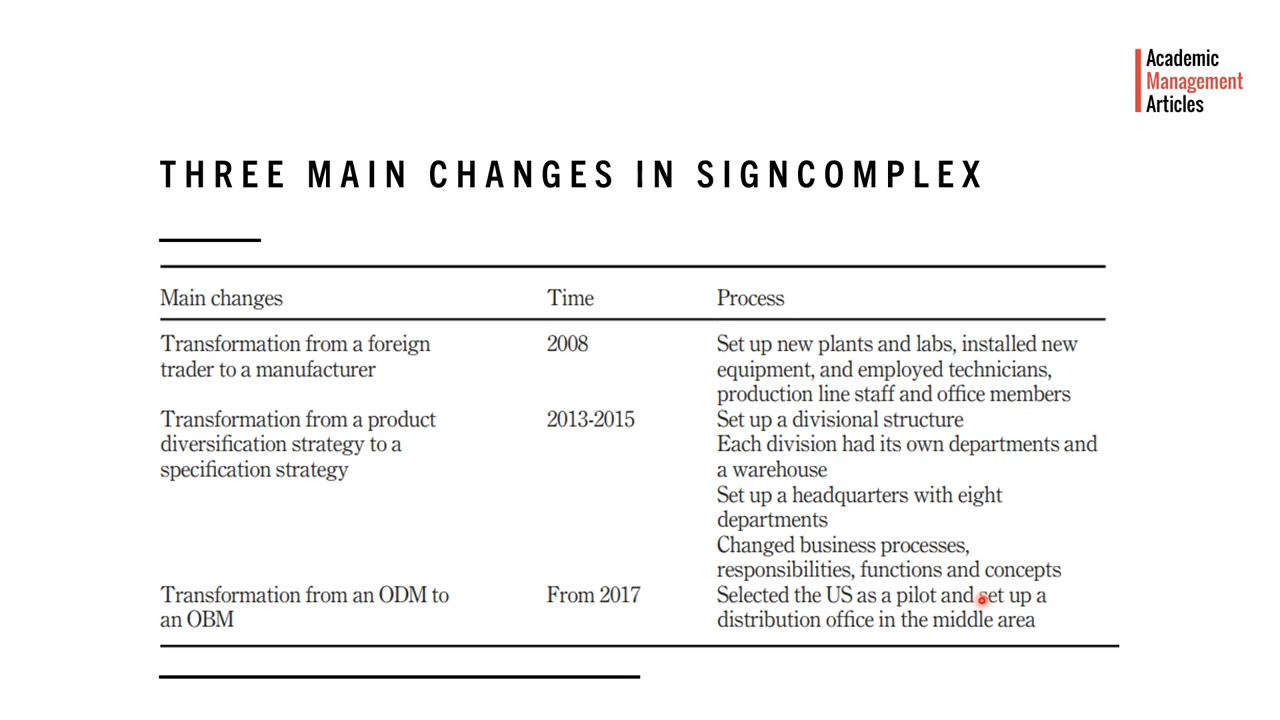 Academic
Management
Articles
THREE MAIN CHANGES IN SIGNCOMPLEX
Main changes Time Process
Transformation from a foreign 2008 Set up new plants and labs, installed new
trader to a manufacturer equipment, and employed technicians,
production line staff and office members
Transformation from a product 2013-2015 Set up a divisional structure
diversification strategy to a Each division had its own departments and
specification strategy a warehouse
Set up a headquarters with eight
departments
Changed business processes,
responsibilities, functions and concepts
Transformation from an ODM to From 2017 Selected the US as a pilot and set up a
an OBM distribution office in the middle area